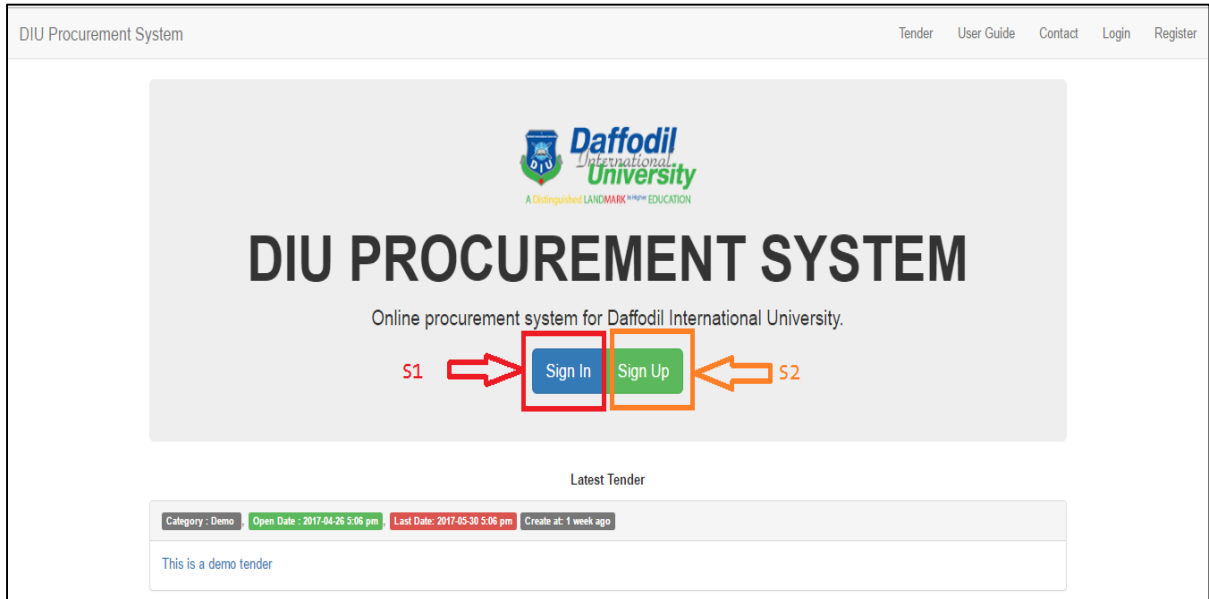 DIU Procurement System Tender User Guide Contact Login Register
DIU
Daffodil
International
University
A Distinguished LANDMARK in Higher EDUCATION
DIU PROCUREMENT SYSTEM
Online procurement system for Daffodil International University.
S1 Sign In Sign Up S2
Latest Tender
Category : Demo , Open Date : 2017-04-26 5:06 pm , Last Date: 2017-05-30 5:06 pm Create at: 1 week ago
This is a demo tender